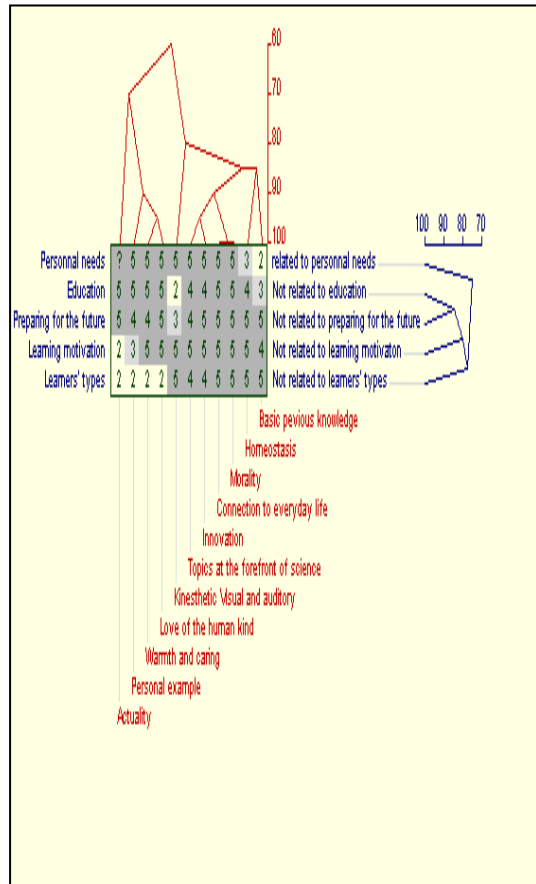 60
70
80
90
100
100 90 80 70
Personnal needs ? 5 5 5 5 5 5 5 5 3 2 related to personnal needs
Education 5 5 5 5 2 4 4 5 5 4 3 Not related to education
Preparing for the future 5 4 4 5 3 4 5 5 5 5 5 Not related to preparing for the future
Learning motivation 2 3 5 5 5 5 5 5 5 5 4 Not related to learning motivaton
Learners' types 2 2 2 2 5 4 4 5 5 5 5 Not related to learners' types
Basic pevious knowledge
Homeostasis
Morality
Connection to everyday life
Innovation
Topics at the forefront of science
Kinesthetic Visual and auditory
Love of the human kind
Warmth and caring
Personal example
Actuality